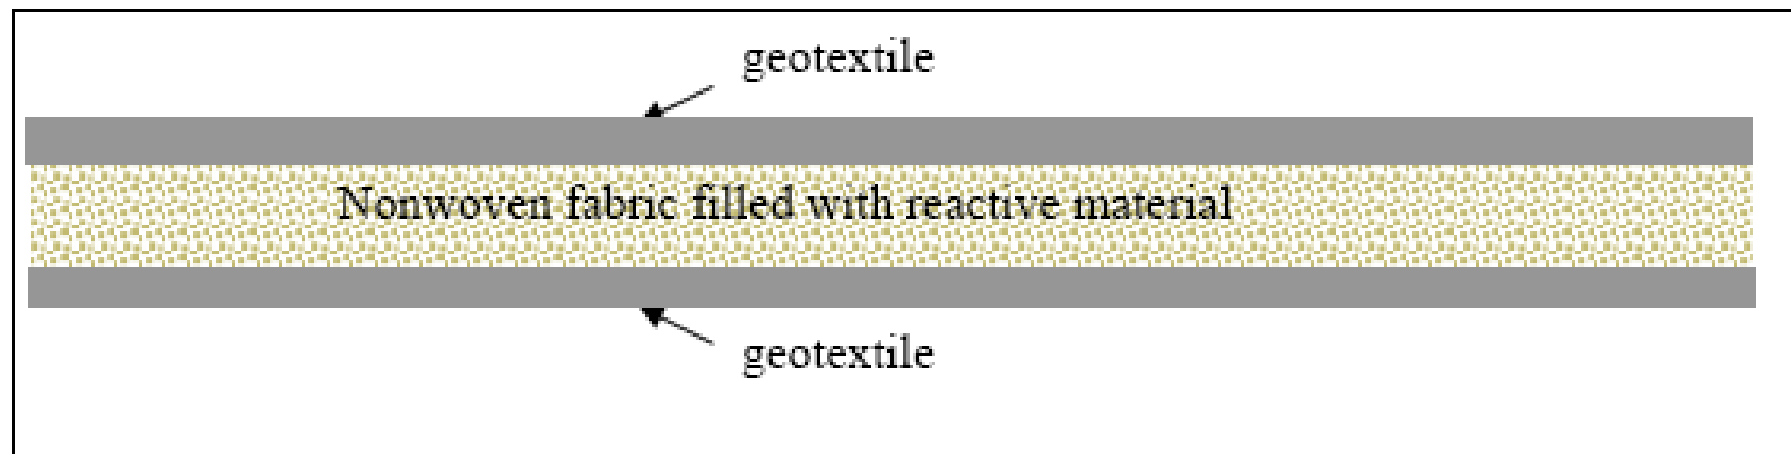 geotextile
Nonwoven fabric filled with reactive material
geotextile